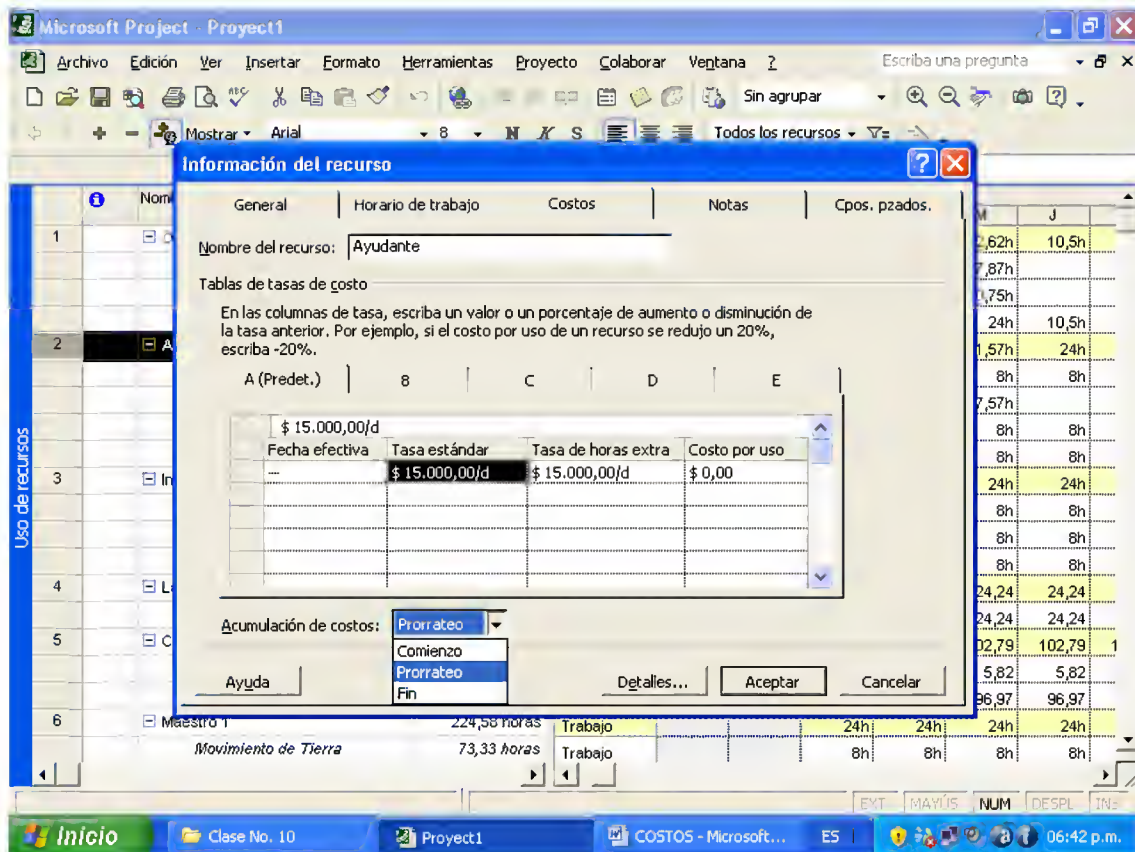 Microsoft Project - Proyect1
Archivo Edición Ver Insertar Formato Herramientas Proyecto Colaborar Ventana ? Escriba una pregunta
Sin agrupar
Mostrar Arial 8 N K S Todos los recursos
Información del recurso
General Horario de trabajo Costos Notas Cpos. pzados.
Nombre del recurso: Ayudante
Tablas de tasas de costo
En las columnas de tasa, escriba un valor o un porcentaje de aumento o disminución de
la tasa anterior. Por ejemplo, si el costo por uso de un recurso se redujo un 20%,
escriba -20%.
A (Predet.) B C D E
$ 15.000,00/d
Fecha efectiva Tasa estándar Tasa de horas extra Costo por uso
-- $ 15.000,00/d $ 15.000,00/d $ 0,00
Acumulación de costos: Prorrateo
Comienzo
Prorrateo
Fin
Ayuda Detalles... Aceptar Cancelar
Uso de recursos
Nom
M J
1 2,62h 10,5h
7,87h
,75h
24h 10,5h
2 A 1,57h 24h
8h 8h
7,57h
8h 8h
8h 8h
3 In 24h 24h
8h 8h
8h 8h
8h 8h
4 L 24,24 24,24
24,24 24,24
5 C 02,79 102,79 1
5,82 5,82
96,97 96,97
6 Maestro 1 224,58 horas Trabajo 24h 24h 24h 24h
Movimiento de Tierra 73,33 horas Trabajo 8h 8h 8h 8h
EXT MAYÚS NUM DESPL INS
Inicio Clase No. 10 Proyect1 COSTOS - Microsoft... ES 06:42 p.m.